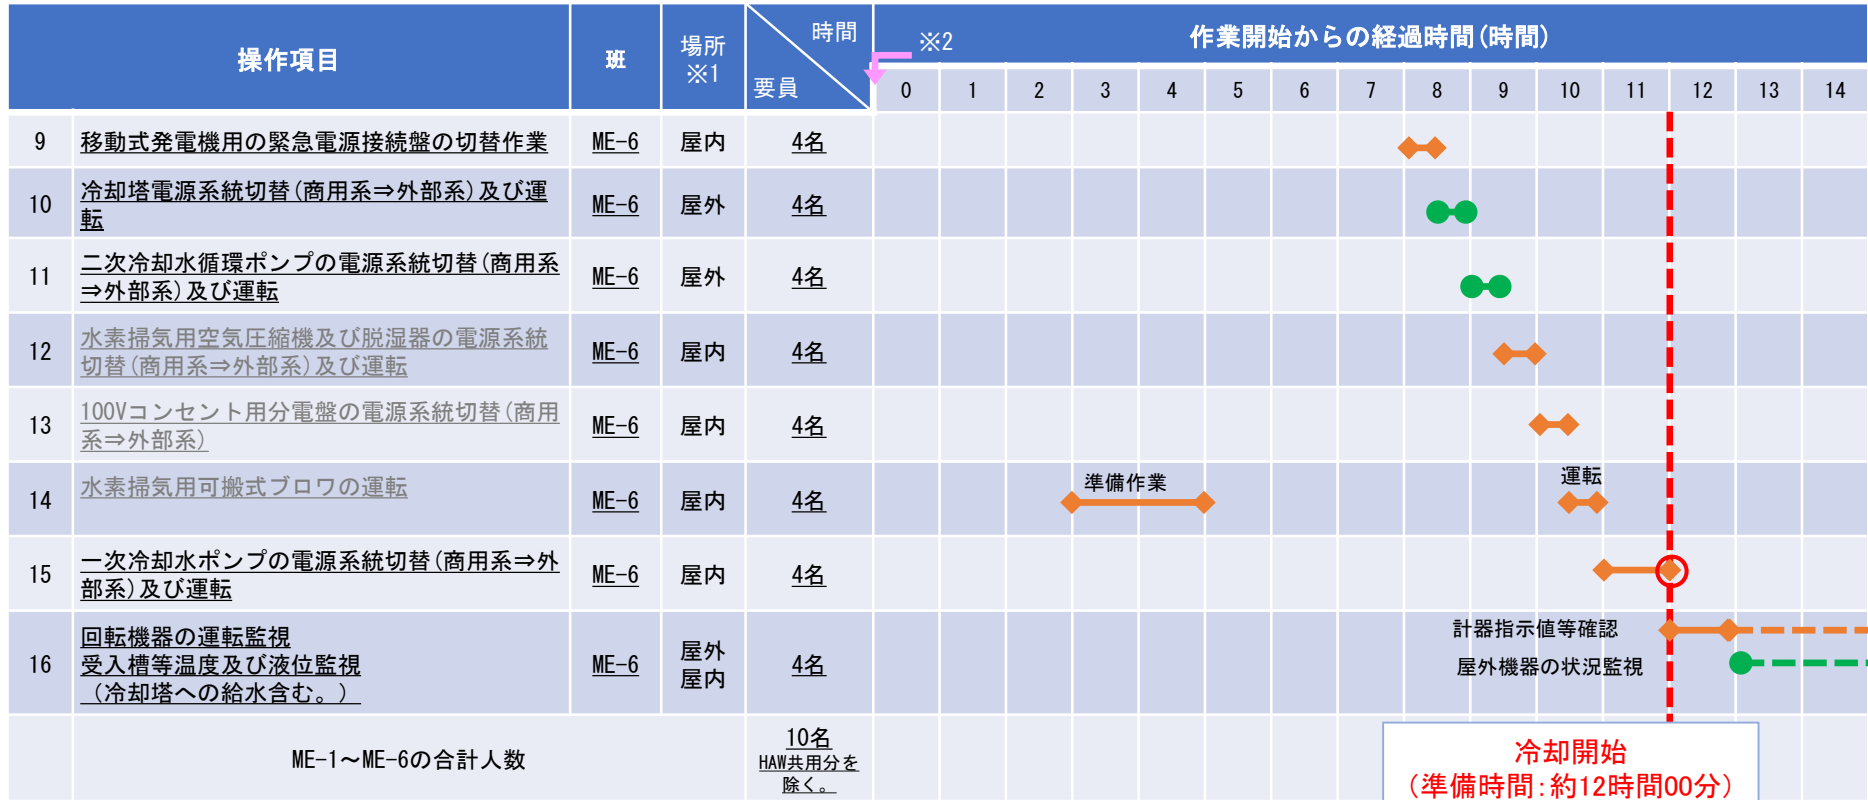 操作項目
班
場所
※1
時間
要員
※2
作業開始からの経過時間(時間)
0 1 2 3 4 5 6 7 8 9 10 11 12 13 14
9 移動式発電機用の緊急電源接続盤の切替作業 ME-6 屋内 4名
10 冷却塔電源系統切替(商用系⇒外部系)及び運
転
ME-6 屋外 4名
11 二次冷却水循環ポンプの電源系統切替(商用系
⇒外部系)及び運転
ME-6 屋外 4名
12 水素掃気用空気圧縮機及び脱湿器の電源系統
切替(商用系⇒外部系)及び運転
ME-6 屋内 4名
13 100Vコンセント用分電盤の電源系統切替(商用
系⇒外部系)
ME-6 屋内 4名
14 水素掃気用可搬式ブロワの運転 ME-6 屋内 4名
準備作業
運転
15 一次冷却水ポンプの電源系統切替(商用系⇒外
部系)及び運転
ME-6 屋内 4名
16 回転機器の運転監視
受入槽等温度及び液位監視
(冷却塔への給水含む。)
ME-6
屋外
屋内
4名
計器指示値等確認
屋外機器の状況監視
ME-1～ME-6の合計人数
10名
HAW共用分を
除く。
冷却開始
(準備時間:約12時間00分)